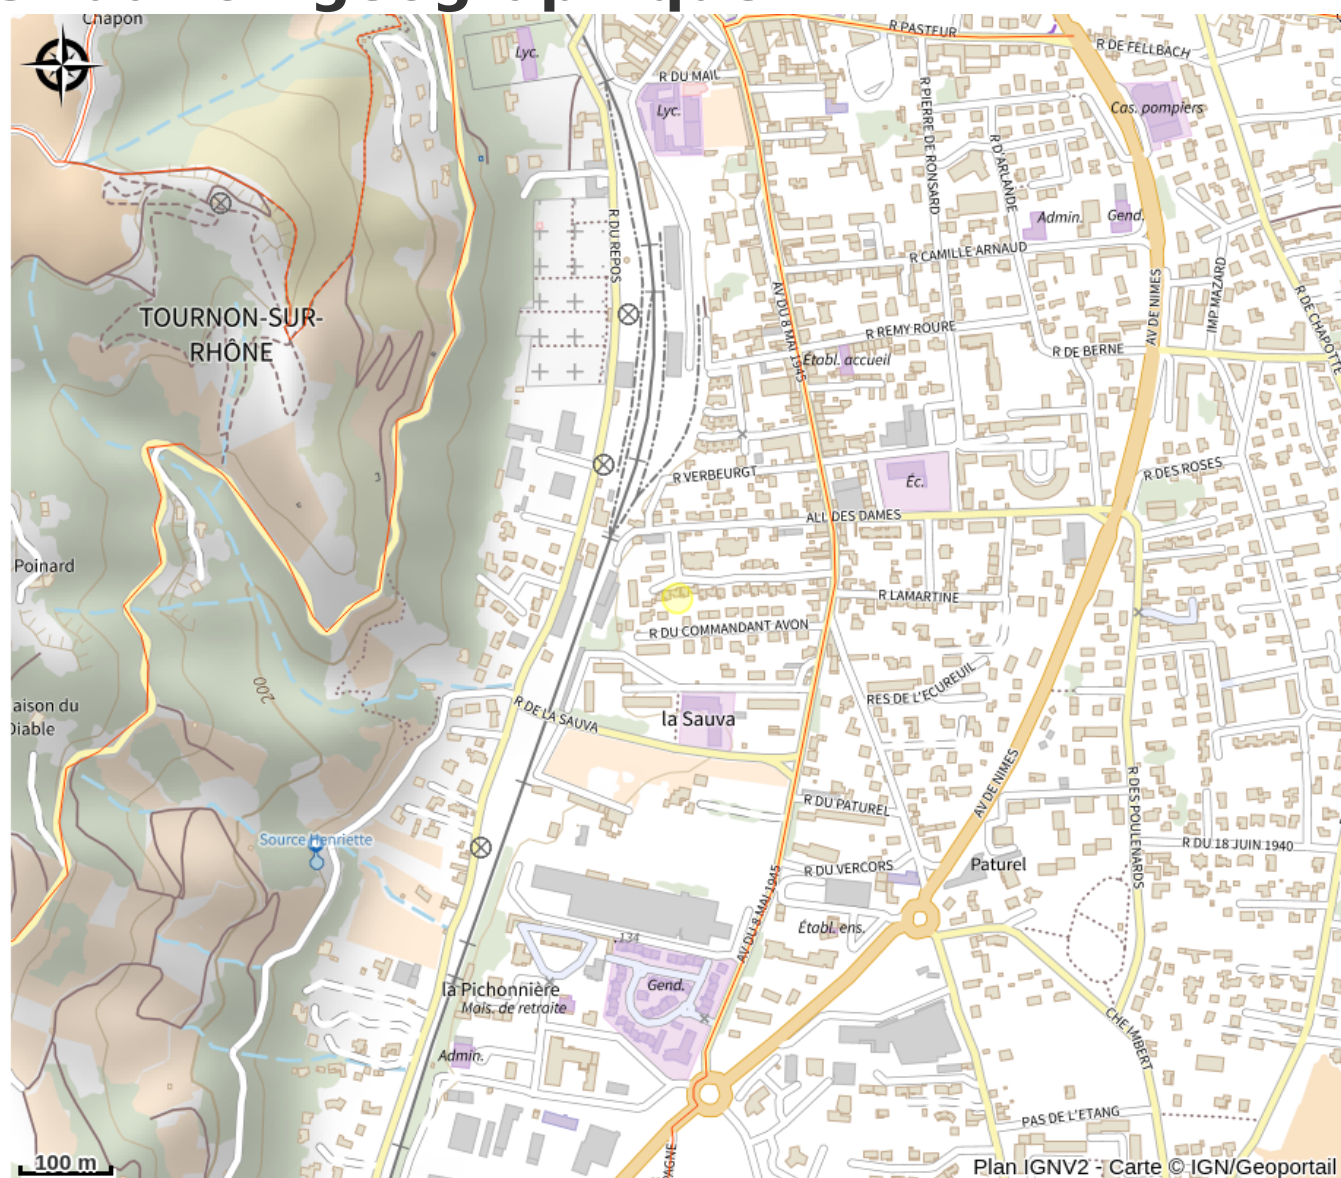 Chapon
Lyc.
R PASTEUR
R DE FELLBACH
R DU MAIL
Lyc.
R PIERRE DE RONSARD
Cas. pompiers
R D'ARLANDE
R DU REPOS
Admin.
Gend.
R CAMILLE ARNAUD
AV DE NIMES
IMP MAZARD
R DE CHAPOTTE
TOURNON-SUR-
RHÔNE
AV DU 8 MAI 1945
R REMY ROURE
Établ. accueil
R DE BERNE
R VERBEURGT
Éc.
R DES ROSES
ALL DES DAMES
Poinard
R LAMARTINE
R DU COMMANDANT AVON
200
RES DE L'ECUREUIL
aison du
Diable
R DE LA SAUVA
la Sauva
AV DE NIMES
R DES POULENARDS
R DU PATUREL
Source Henriette
R DU 18 JUIN 1940
Paturel
R DU VERCORS
AV DU 8 MAI 1945
Établ. ens.
134
Gend.
la Pichonnière
Mais. de retraite
CHE IMBERT
Admin.
PAS DE L'ETANG
PAGNE
100 m
Plan IGNV2 - Carte © IGN/Geoportail